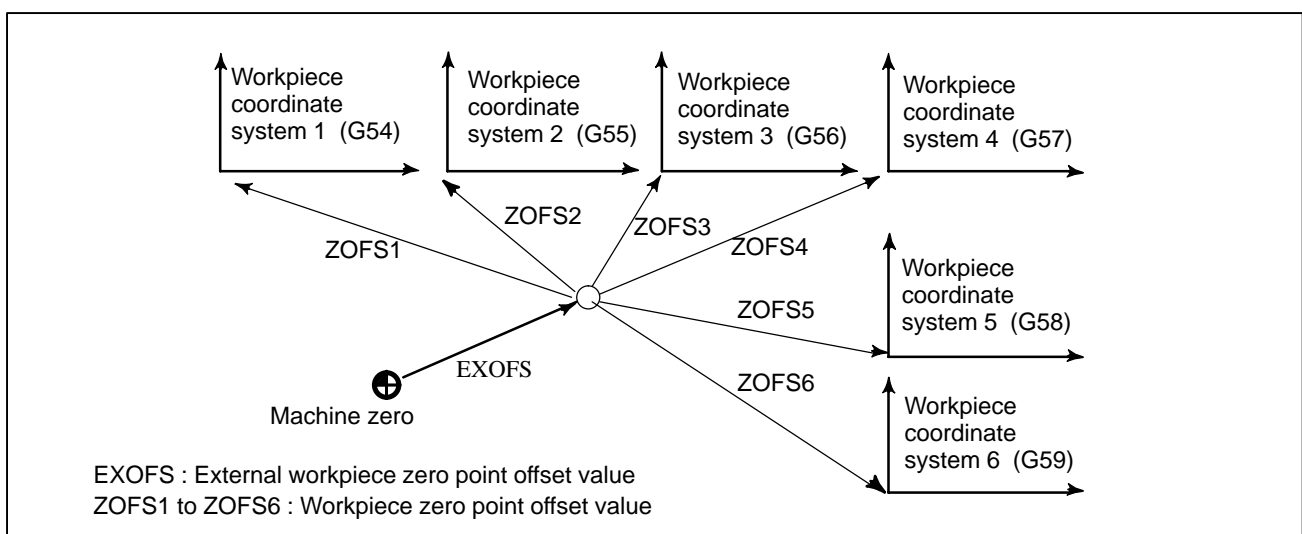 Workpiece
coordinate
system 1 (G54)
Workpiece
coordinate
system 2 (G55)
Workpiece
coordinate
system 3 (G56)
Workpiece
coordinate
system 4 (G57)
ZOFS1
ZOFS2
ZOFS3
ZOFS4
Workpiece
coordinate
system 5 (G58)
ZOFS5
EXOFS
ZOFS6
Machine zero
Workpiece
coordinate
system 6 (G59)
EXOFS : External workpiece zero point offset value
ZOFS1 to ZOFS6 : Workpiece zero point offset value